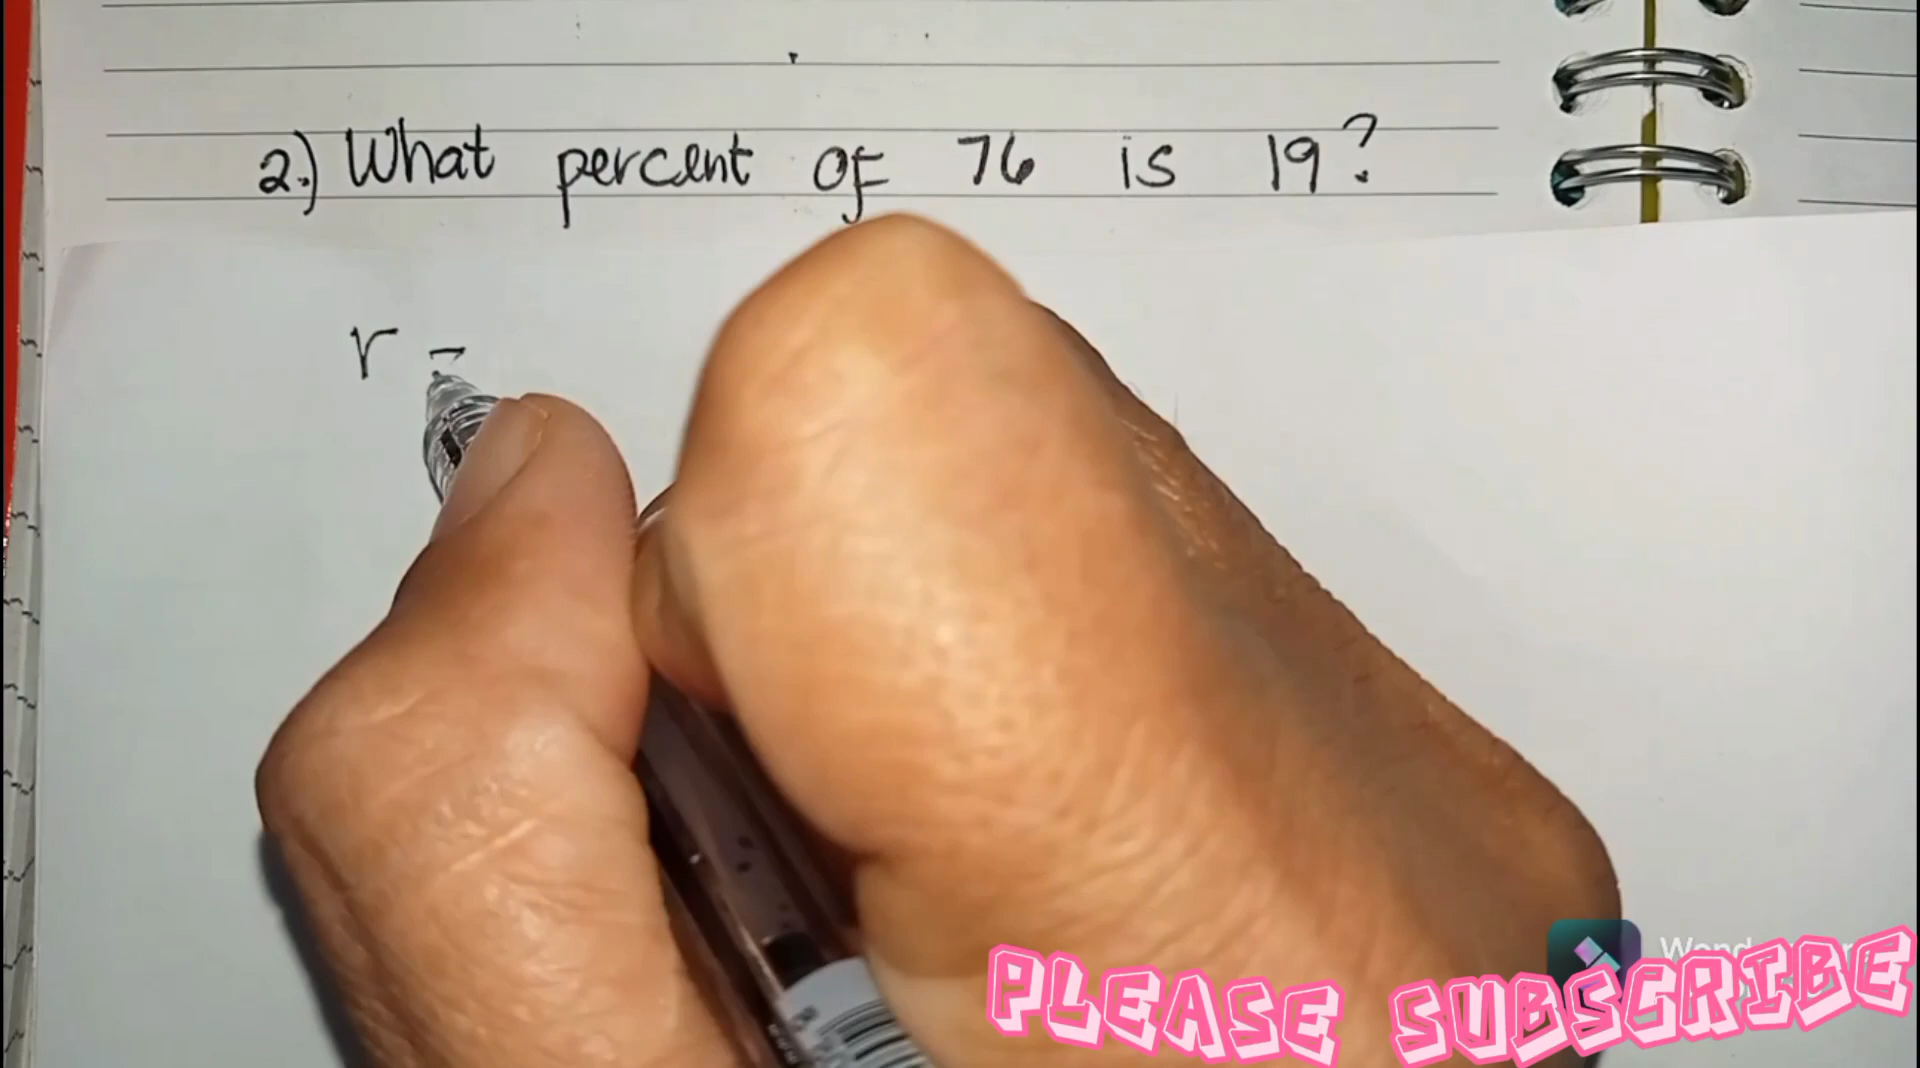 2.) What percent of 76 is 19?
r =
PLEASE SUBSCRIBE